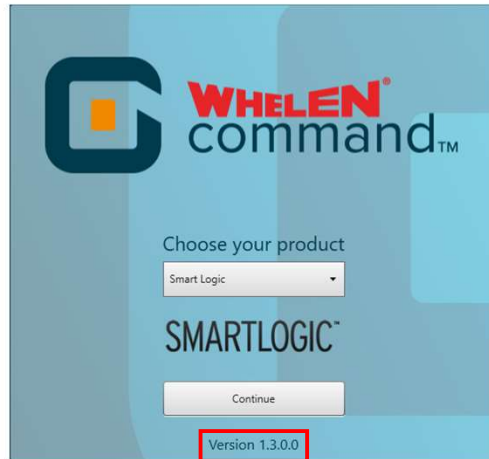 WHELEN®
command™
Choose your product
Smart Logic
SMARTLOGIC™
Continue
Version 1.3.0.0